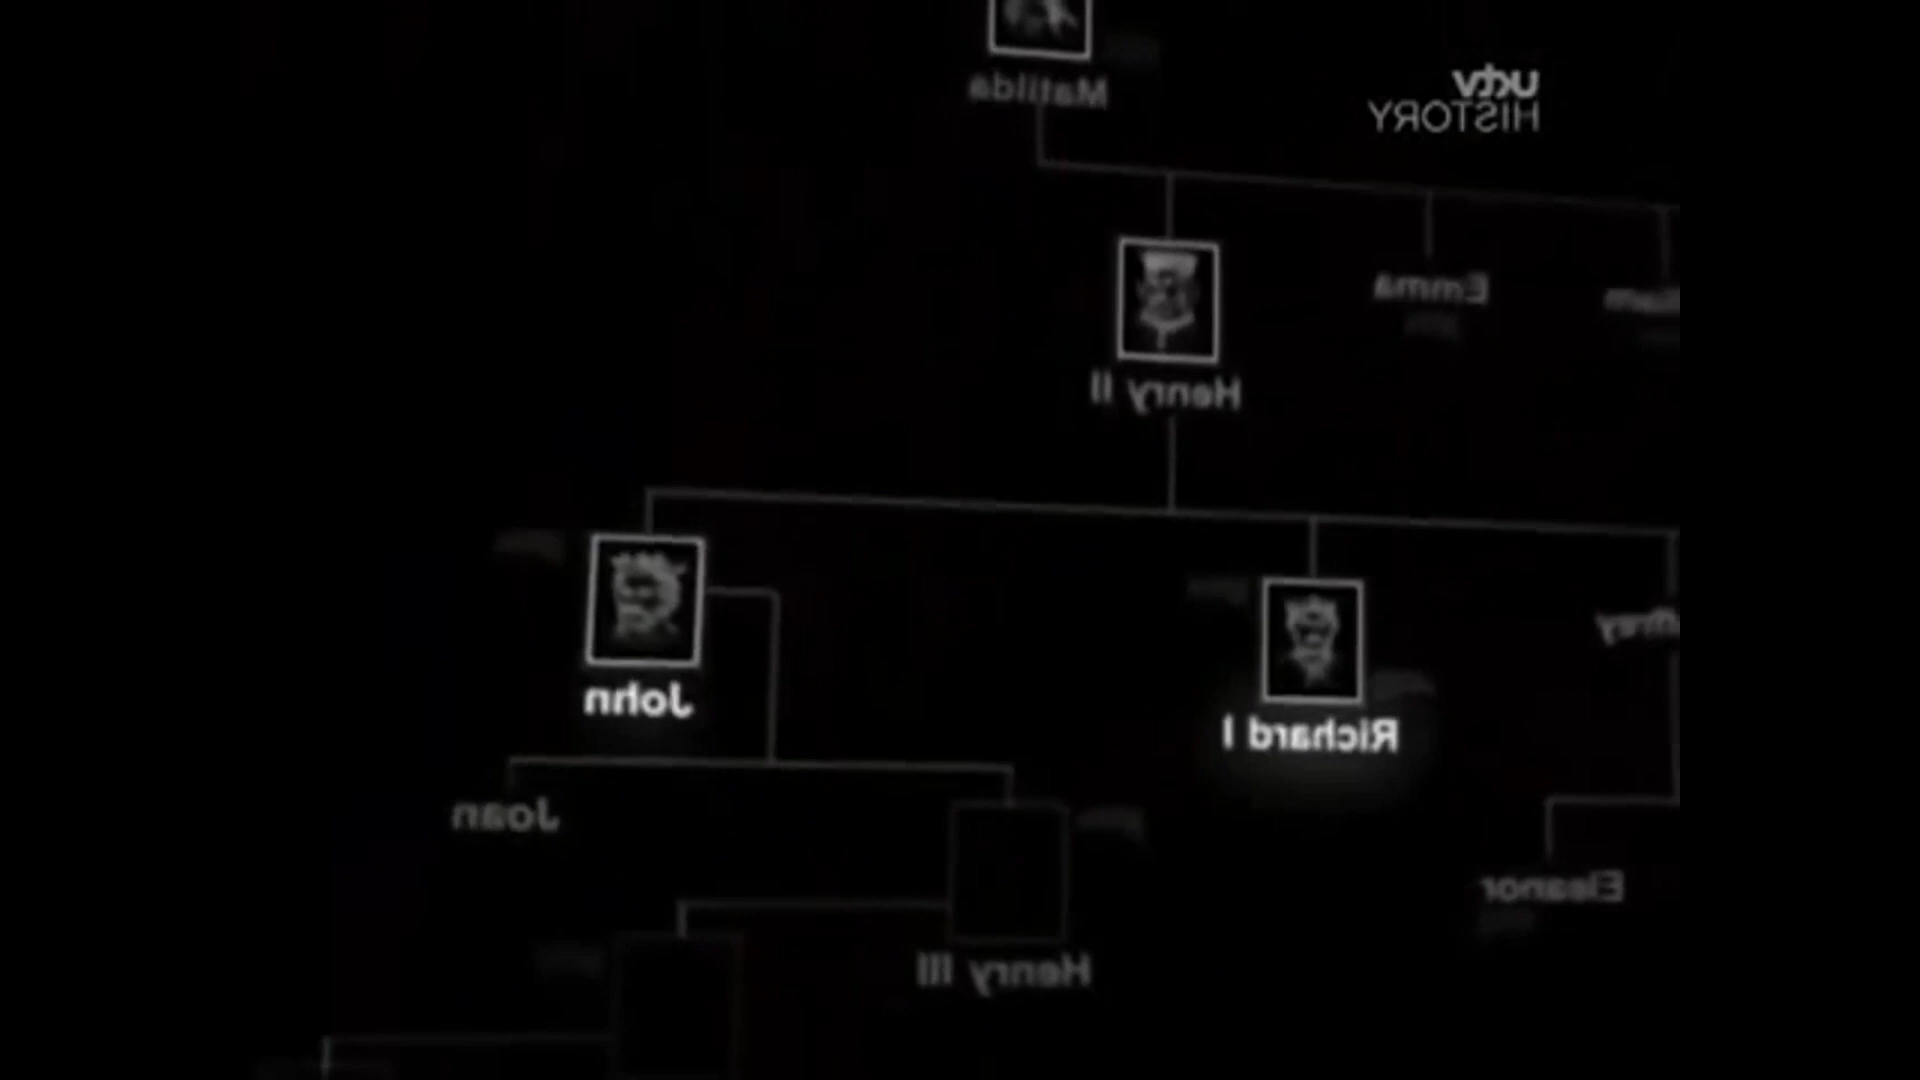 Matilda
uktv
HISTORY
Emma
Henry II
John
Richard I
Joan
Eleanor
Henry III